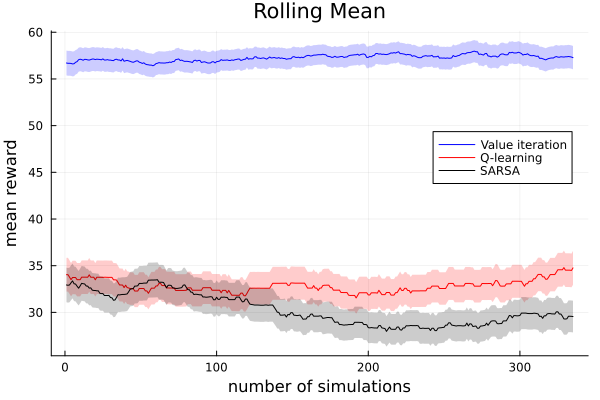 Rolling Mean
mean reward
60
55
50
45
40
35
30
Value iteration
Q-learning
SARSA
0 100 200 300
number of simulations